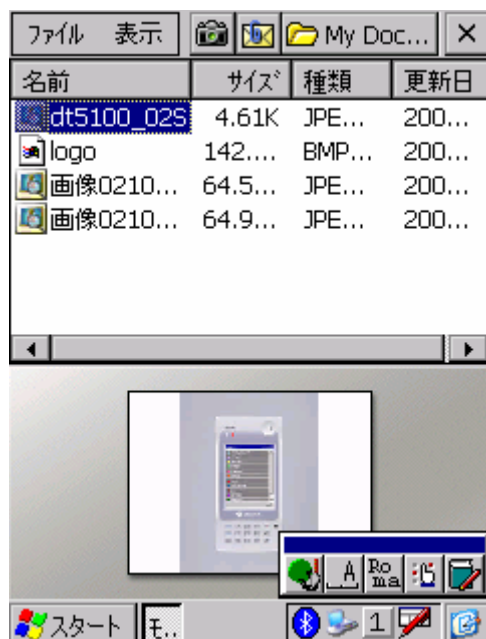 ファイル 表示 My Doc... ×
名前 サイズ 種類 更新日
dt5100_02S 4.61K JPE... 200...
logo 142.... BMP... 200...
画像0210... 64.5... JPE... 200...
画像0210... 64.9... JPE... 200...
A Ro ma
スタート モ.. 1